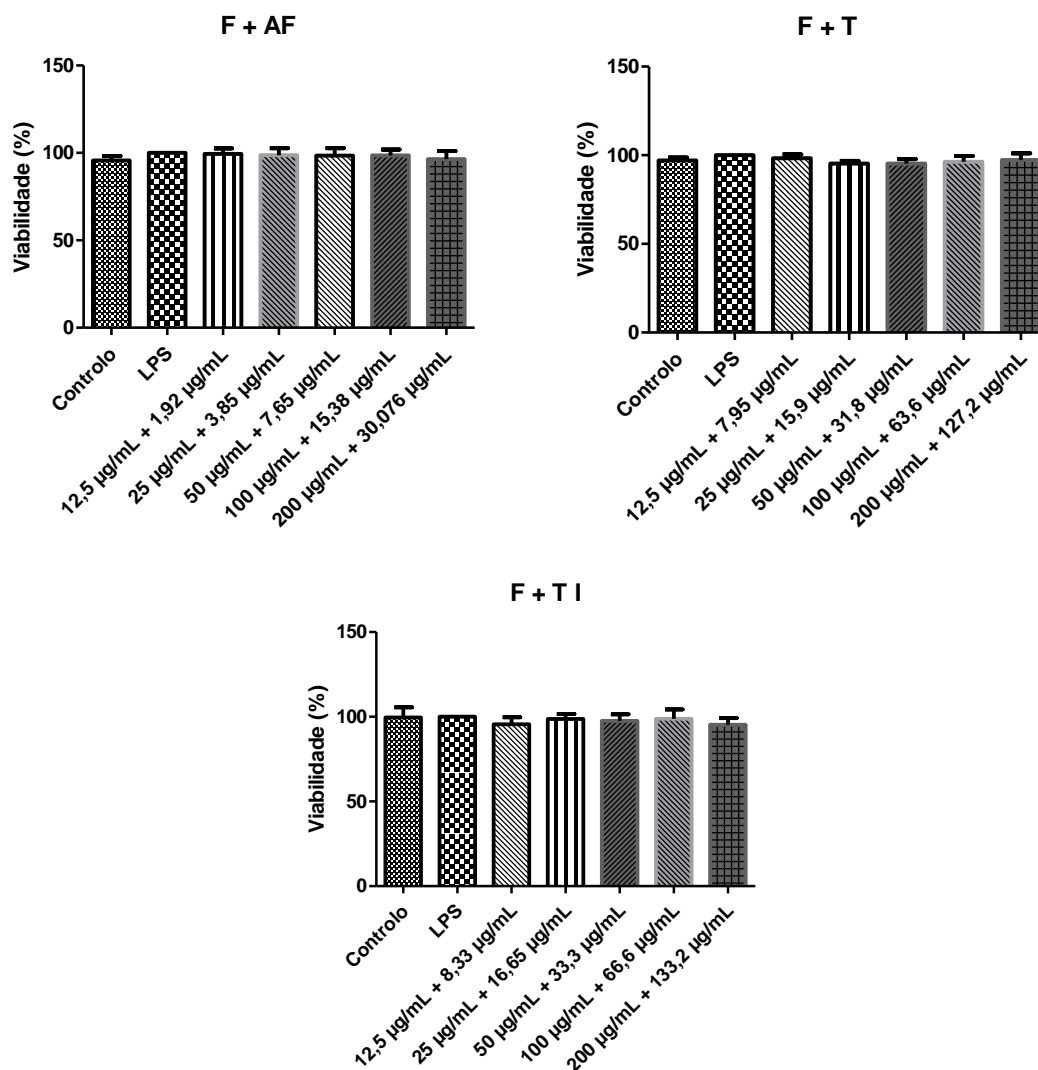 F + AF
Viabilidade (%)
150
100
50
0
Controlo
LPS
12,5 µg/mL + 1,92 µg/mL
25 µg/mL + 3,85 µg/mL
50 µg/mL + 7,65 µg/mL
100 µg/mL + 15,38 µg/mL
200 µg/mL + 30,076 µg/mL
F + T
Viabilidade (%)
150
100
50
0
Controlo
LPS
12,5 µg/mL + 7,95 µg/mL
25 µg/mL + 15,9 µg/mL
50 µg/mL + 31,8 µg/mL
100 µg/mL + 63,6 µg/mL
200 µg/mL + 127,2 µg/mL
F + T I
Viabilidade (%)
150
100
50
0
Controlo
LPS
12,5 µg/mL + 8,33 µg/mL
25 µg/mL + 16,65 µg/mL
50 µg/mL + 33,3 µg/mL
100 µg/mL + 66,6 µg/mL
200 µg/mL + 133,2 µg/mL